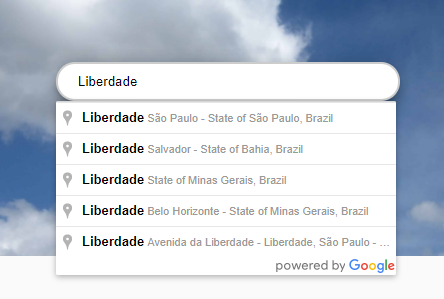 Liberdade
Liberdade São Paulo - State of São Paulo, Brazil
Liberdade Salvador - State of Bahia, Brazil
Liberdade State of Minas Gerais, Brazil
Liberdade Belo Horizonte - State of Minas Gerais, Brazil
Liberdade Avenida da Liberdade - Liberdade, São Paulo - ...
powered by Google